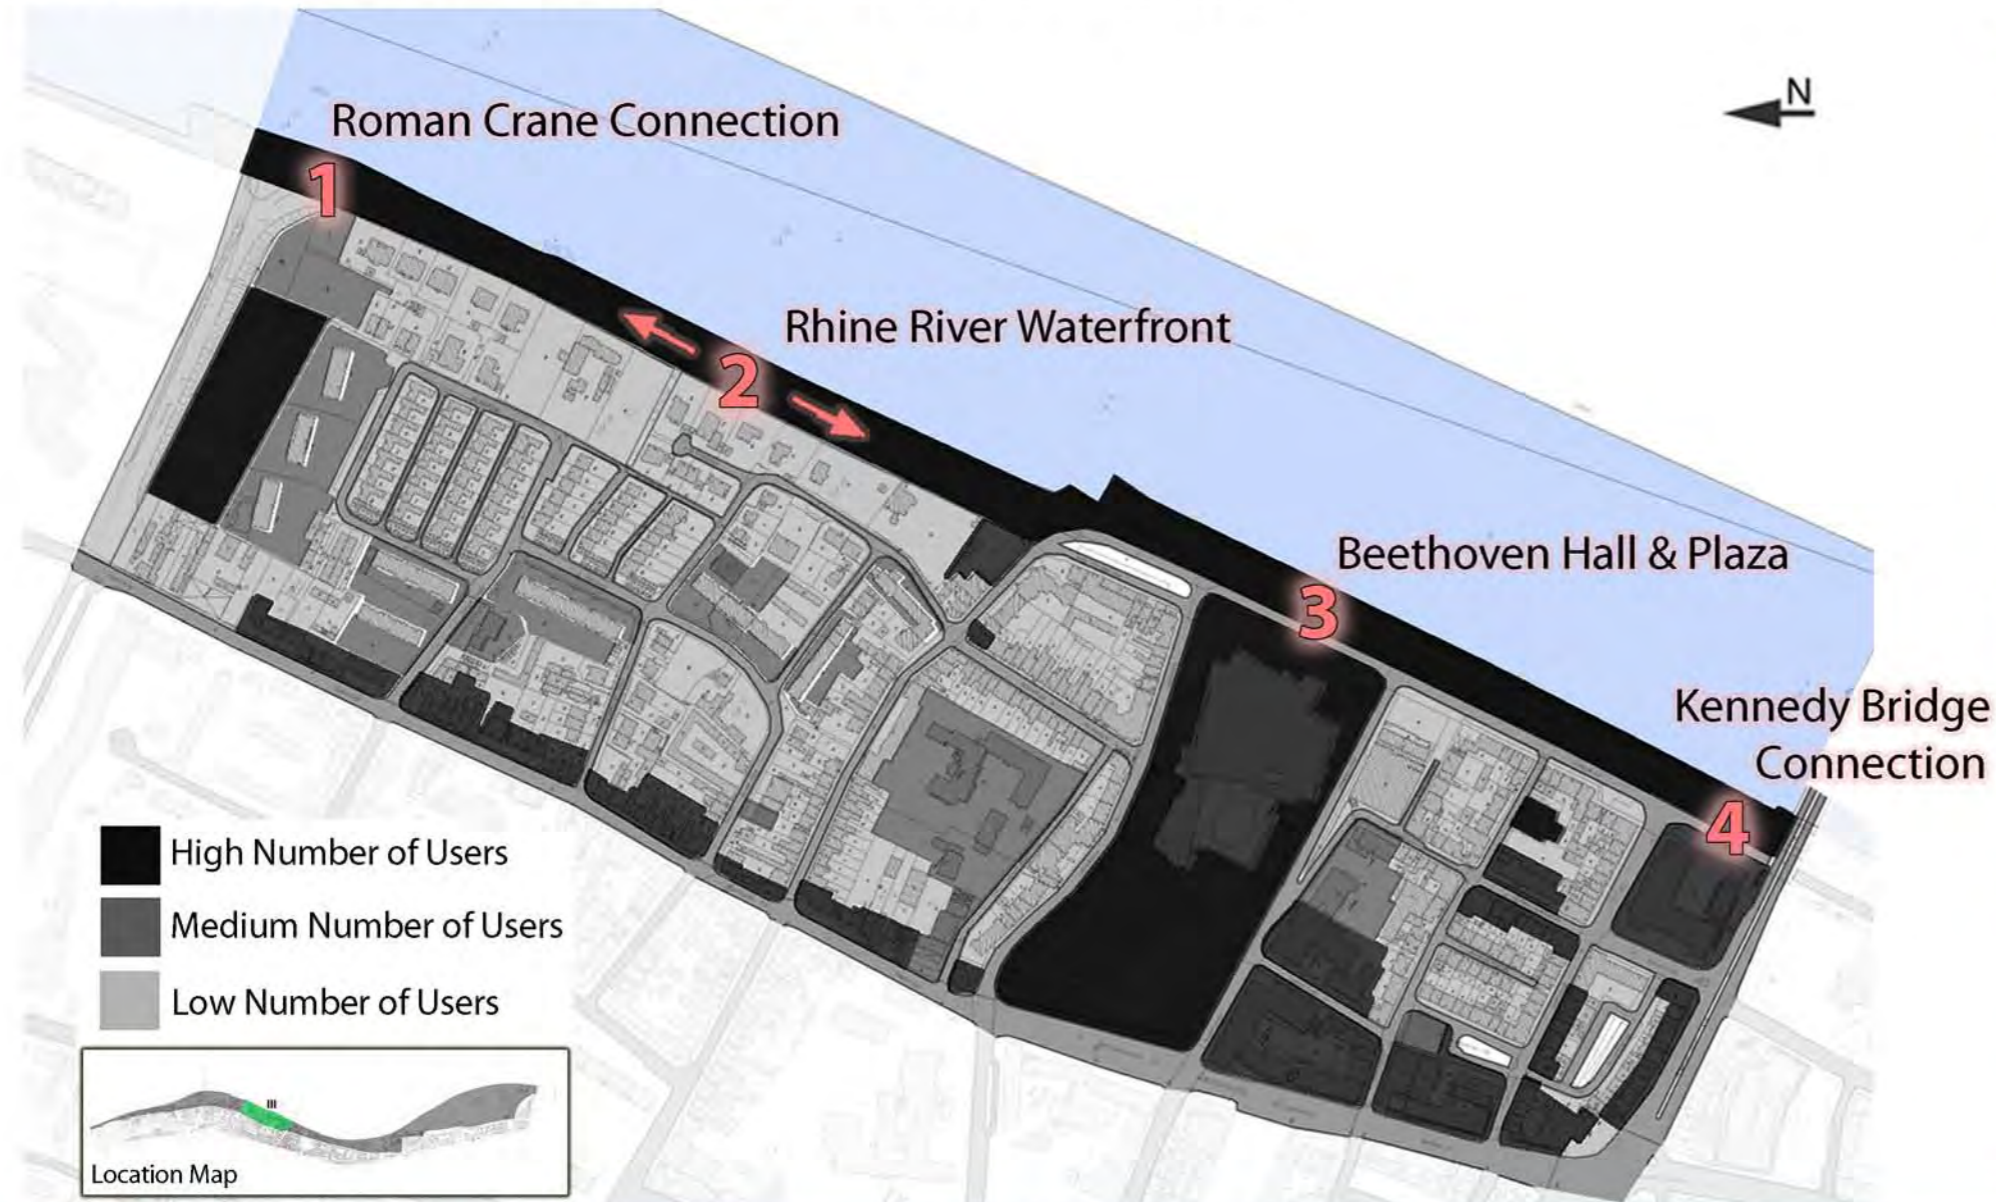 N
Roman Crane Connection
1
Rhine River Waterfront
2
Beethoven Hall & Plaza
3
Kennedy Bridge
Connection
4
High Number of Users
Medium Number of Users
Low Number of Users
III
Location Map